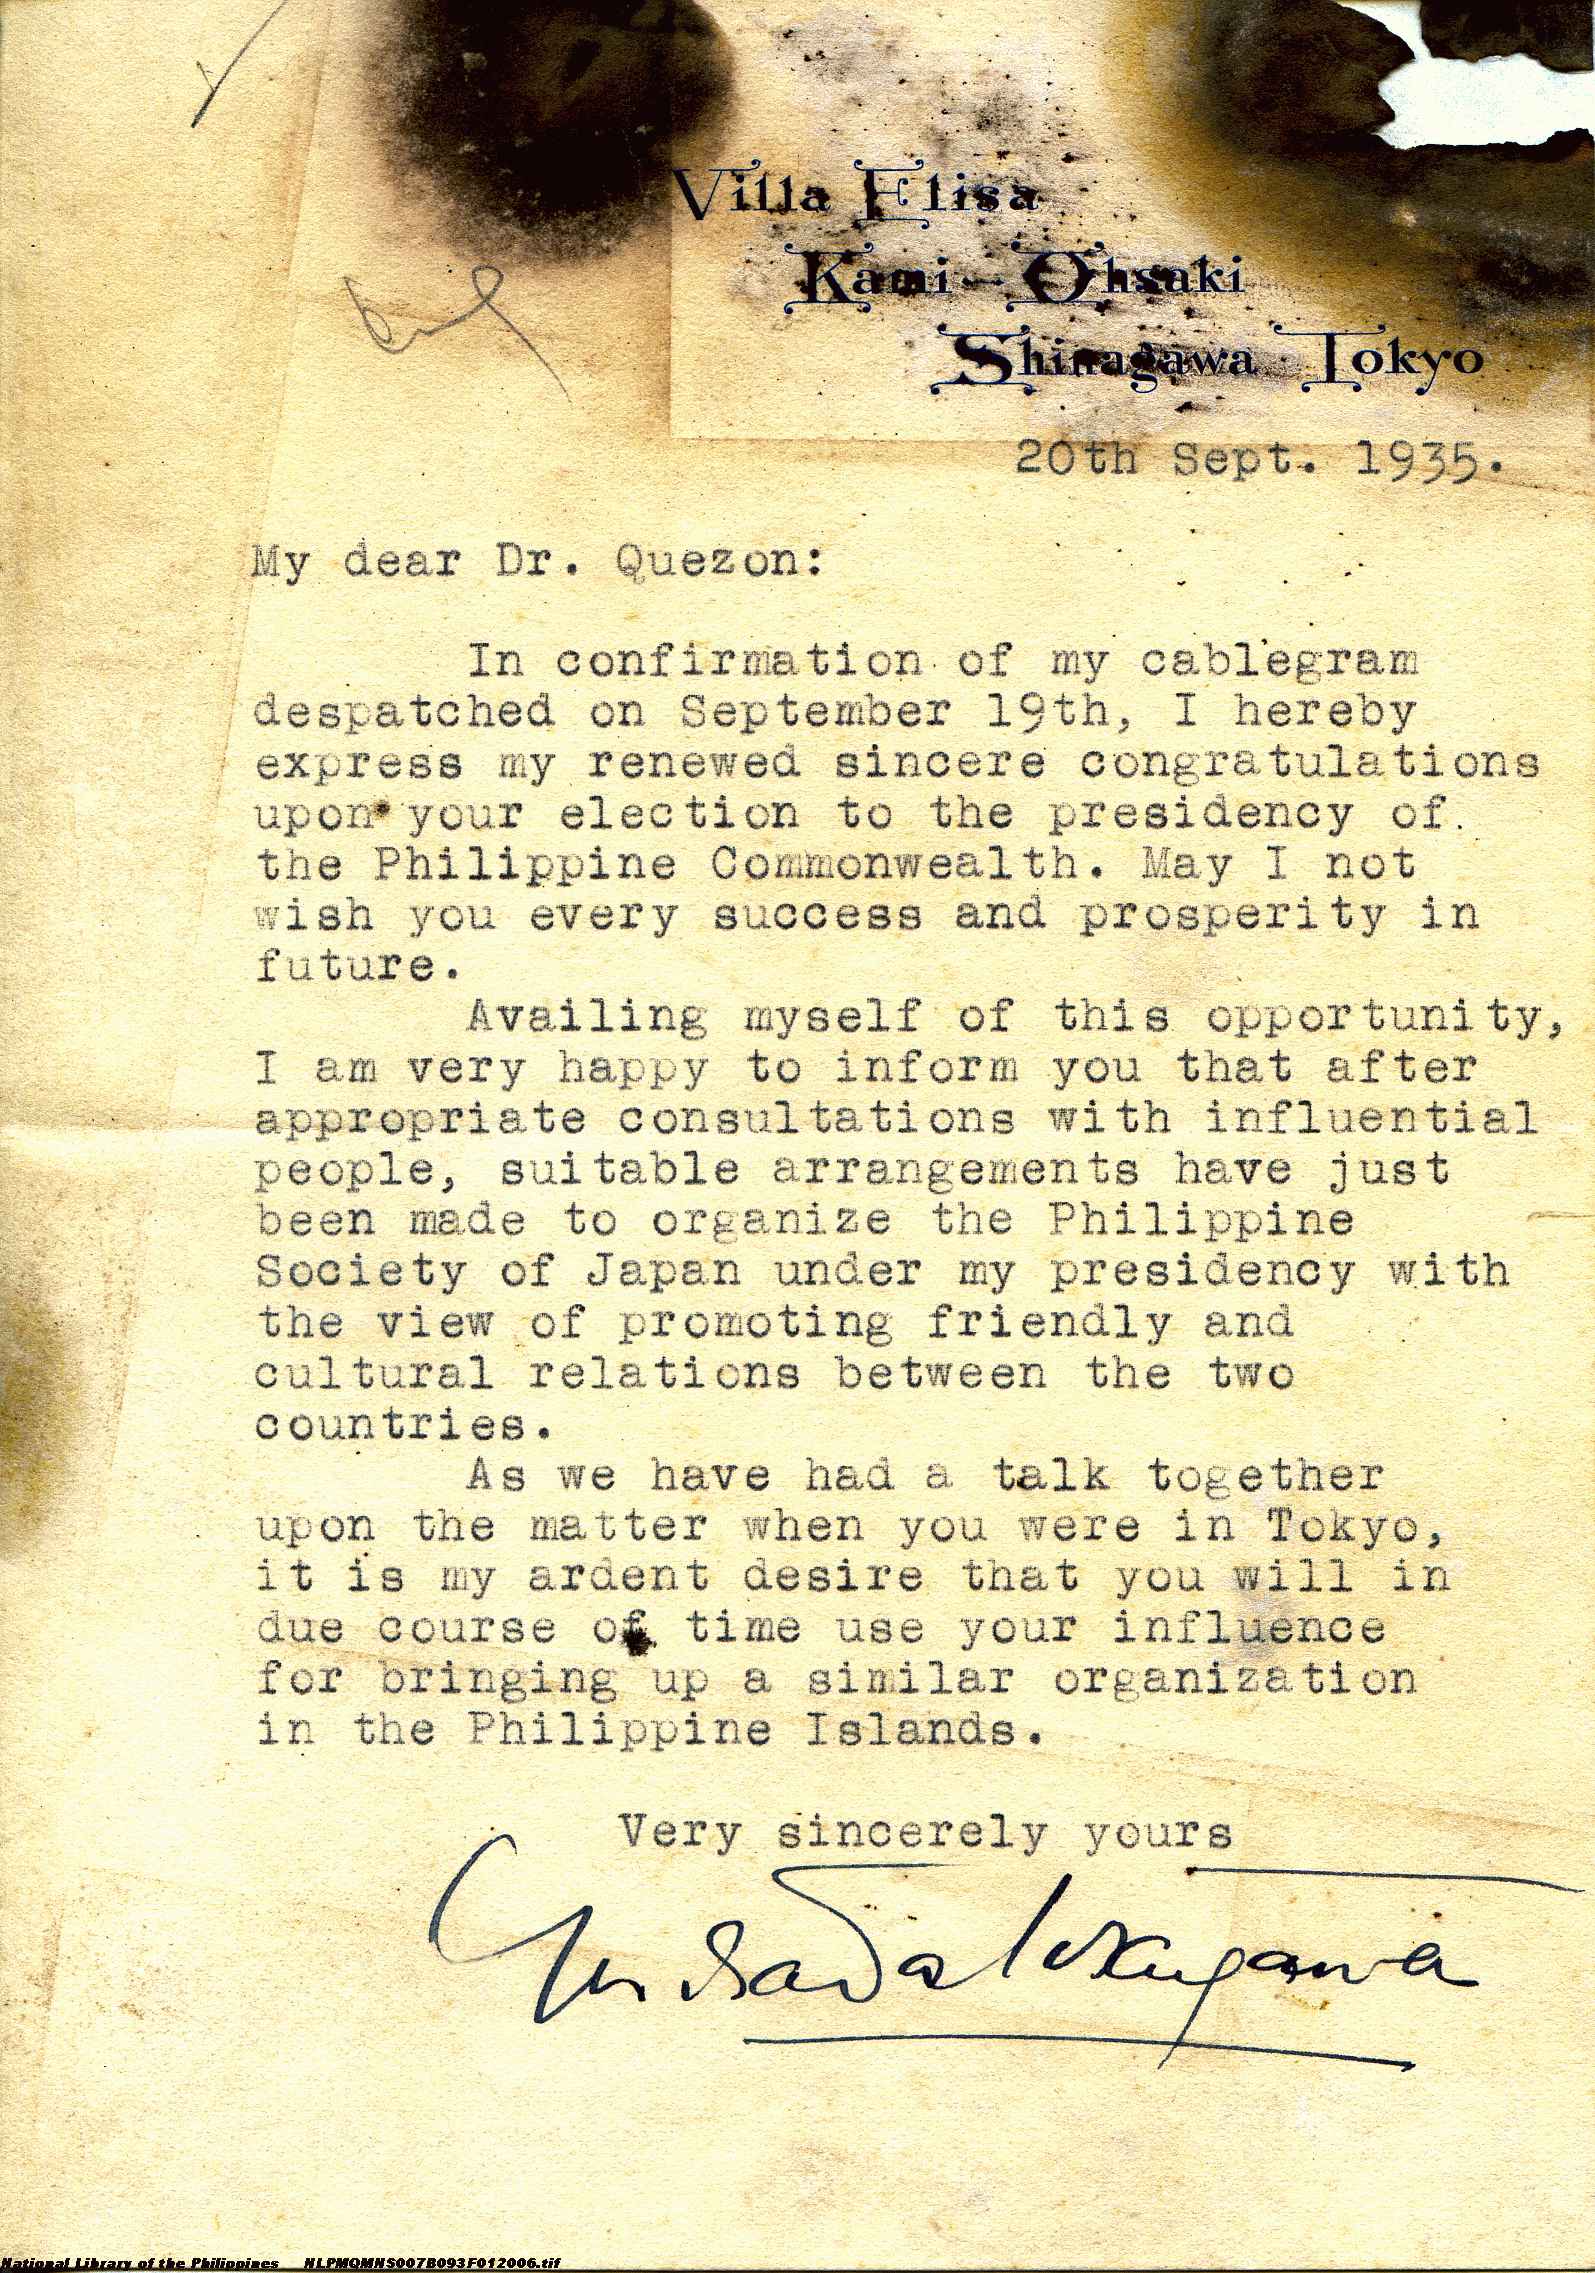 Villa Elisa
Kami-Ohsaki
Shinagawa Tokyo
20th Sept. 1935.
My dear Dr. Quezon:
In confirmation of my cablegram
despatched on September 19th, I hereby
express my renewed sincere congratulations
upon your election to the presidency of
the Philippine Commonwealth. May I not
wish you every success and prosperity in
future.
Availing myself of this opportunity,
I am very happy to inform you that after
appropriate consultations with influential
people, suitable arrangements have just
been made to organize the Philippine
Society of Japan under my presidency with
the view of promoting friendly and
cultural relations between the two
countries.
As we have had a talk together
upon the matter when you were in Tokyo,
it is my ardent desire that you will in
due course of time use your influence
for bringing up a similar organization
in the Philippine Islands.
Very sincerely yours
Yorisada Tokugawa
National Library of the Philippines NLPMQMNS007B093F012006.tif